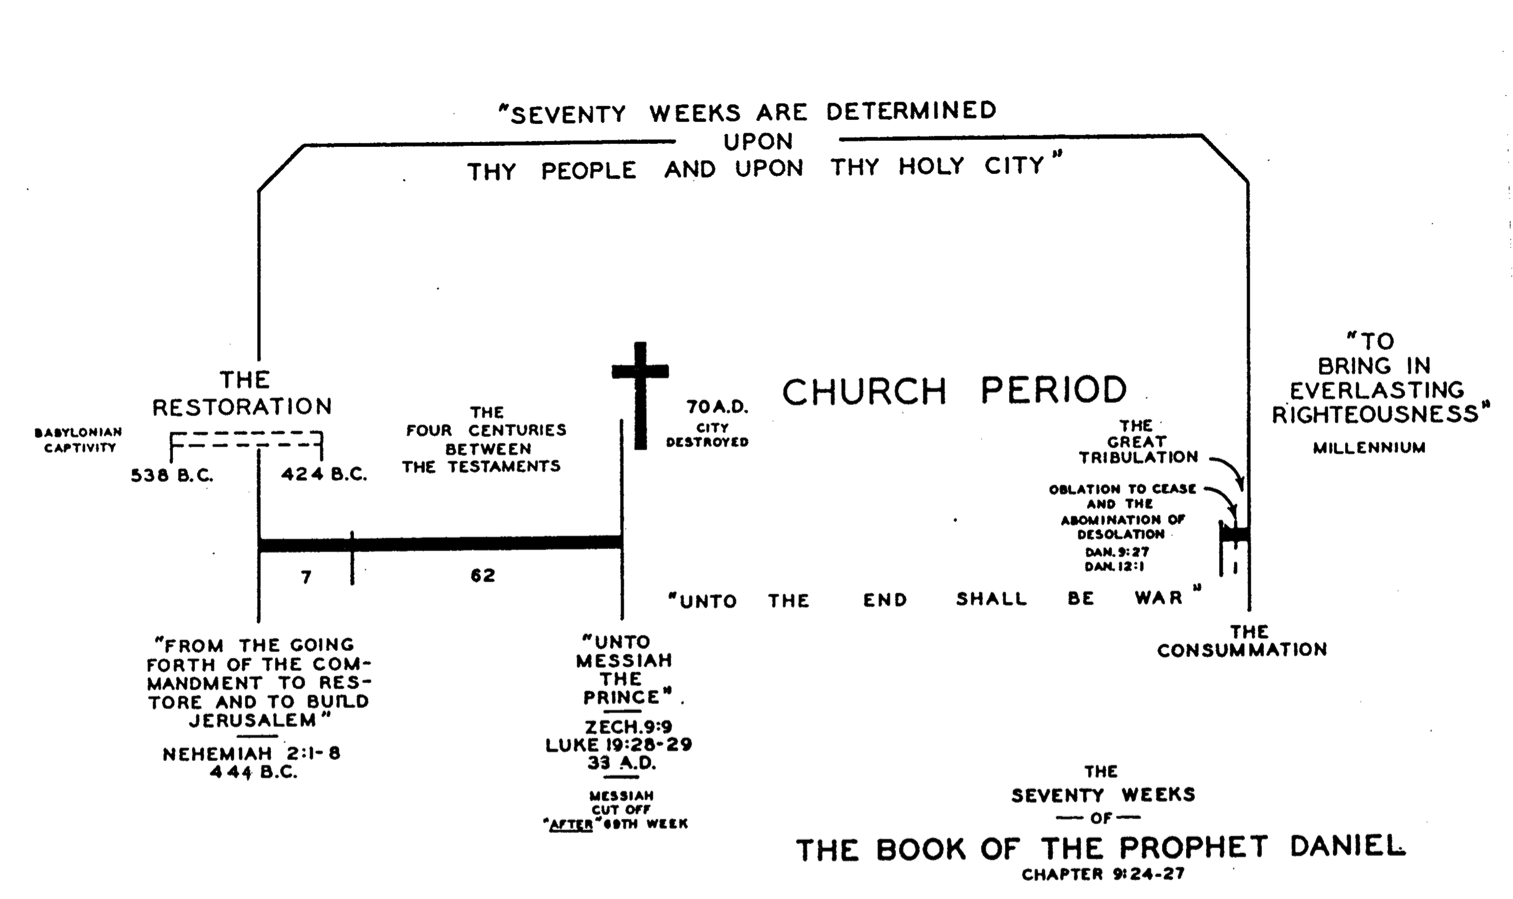 "SEVENTY WEEKS ARE DETERMINED
UPON
THY PEOPLE AND UPON THY HOLY CITY"
THE
RESTORATION
BABYLONIAN
CAPTIVITY
538 B.C.
424 B.C.
THE
FOUR CENTURIES
BETWEEN
THE TESTAMENTS
70 A.D.
CITY
DESTROYED
CHURCH PERIOD
THE
GREAT
TRIBULATION
OBLATION TO CEASE
AND THE
ABOMINATION OF
DESOLATION
DAN. 9:27
DAN. 12:1
"TO
BRING IN
EVERLASTING
RIGHTEOUSNESS"
MILLENNIUM
7
62
"UNTO THE END SHALL BE WAR"
THE
CONSUMMATION
"FROM THE GOING
FORTH OF THE COM-
MANDMENT TO RES-
TORE AND TO BUILD
JERUSALEM"
NEHEMIAH 2:1-8
444 B.C.
"UNTO
MESSIAH
THE
PRINCE".
ZECH. 9:9
LUKE 19:28-29
33 A.D.
MESSIAH
CUT OFF
"AFTER" 69TH WEEK
THE
SEVENTY WEEKS
— OF —
THE BOOK OF THE PROPHET DANIEL
CHAPTER 9:24-27